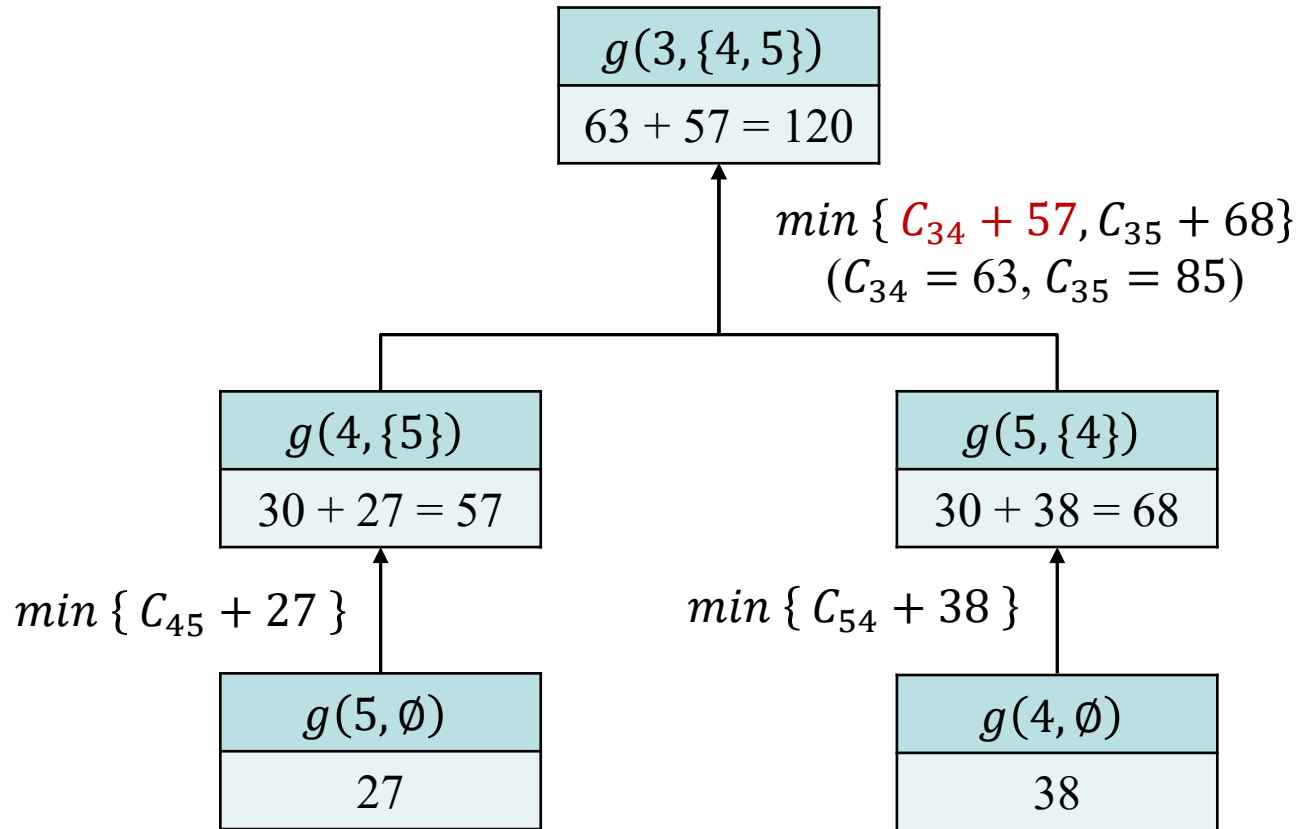 g(3, {4, 5})
63 + 57 = 120
min { C₃₄ + 57, C₃₅ + 68}
(C₃₄ = 63, C₃₅ = 85)
g(4, {5})
30 + 27 = 57
g(5, {4})
30 + 38 = 68
min { C₄₅ + 27 }
min { C₅₄ + 38 }
g(5, ∅)
27
g(4, ∅)
38